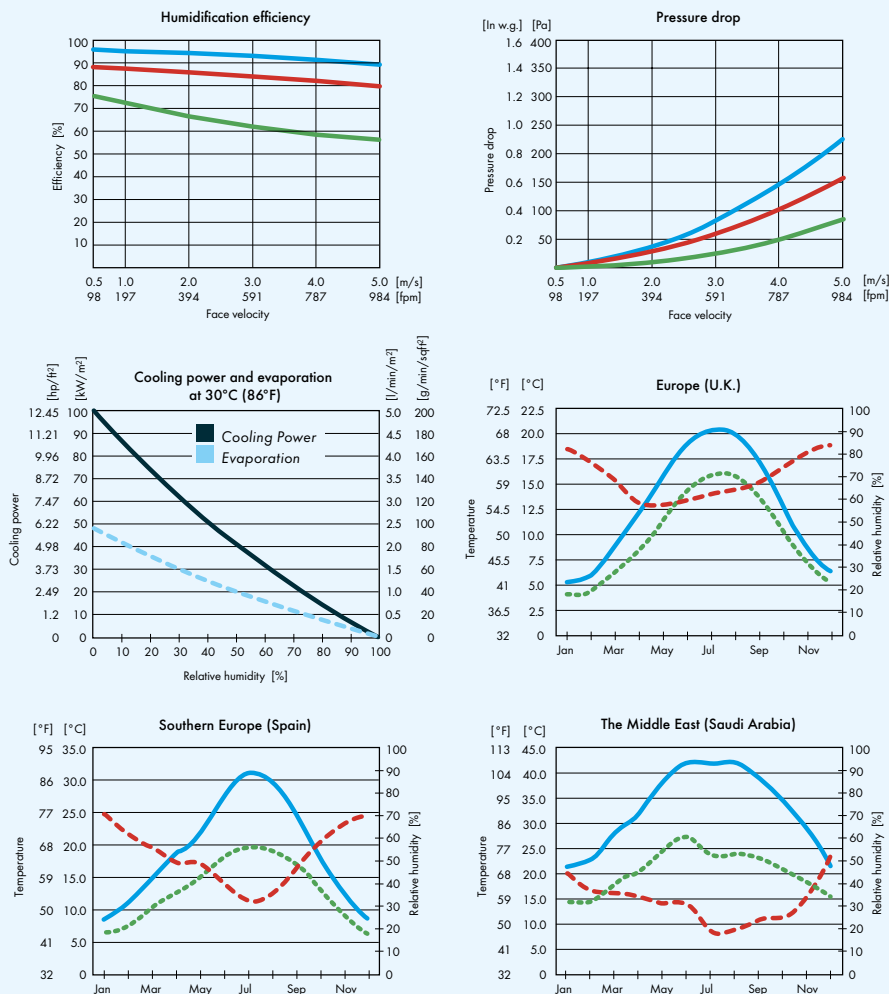 Humidification efficiency
Efficiency [%]
100
90
80
70
60
50
40
30
20
10
0.5 1.0 2.0 3.0 4.0 5.0 [m/s]
98 197 394 591 787 984 [fpm]
Face velocity
Pressure drop
[In w.g.] [Pa]
Pressure drop
1.6 400
1.4 350
1.2 300
1.0 250
0.8 200
0.6 150
0.4 100
0.2 50
0.5 1.0 2.0 3.0 4.0 5.0 [m/s]
98 197 394 591 787 984 [fpm]
Face velocity
Cooling power and evaporation
at 30°C (86°F)
[hp/ft²] [kW/m²] [l/min/m²] [g/min/sqft²]
Cooling power
12.45 100 5.0 200
11.21 90 4.5 180
9.96 80 4.0 160
8.72 70 3.5 140
7.47 60 3.0 120
6.22 50 2.5 100
4.98 40 2.0 80
3.73 30 1.5 60
2.49 20 1.0 40
1.2 10 0.5 20
0 0 0 0
Cooling Power
Evaporation
0 10 20 30 40 50 60 70 80 90 100
Relative humidity [%]
Europe (U.K.)
[°F] [°C]
Temperature
72.5 22.5
68 20.0
63.5 17.5
59 15.0
54.5 12.5
50 10.0
45.5 7.5
41 5.0
36.5 2.5
32 0
100
90
80
70
60
50
40
30
20
10
0
Relative humidity [%]
Jan Mar May Jul Sep Nov
Southern Europe (Spain)
[°F] [°C]
Temperature
95 35.0
86 30.0
77 25.0
68 20.0
59 15.0
50 10.0
41 5.0
32 0
100
90
80
70
60
50
40
30
20
10
0
Relative humidity [%]
Jan Mar May Jul Sep Nov
The Middle East (Saudi Arabia)
[°F] [°C]
Temperature
113 45.0
104 40.0
95 35.0
86 30.0
77 25.0
68 20.0
59 15.0
50 10.0
41 5.0
32 0
100
90
80
70
60
50
40
30
20
10
0
Relative humidity [%]
Jan Mar May Jul Sep Nov